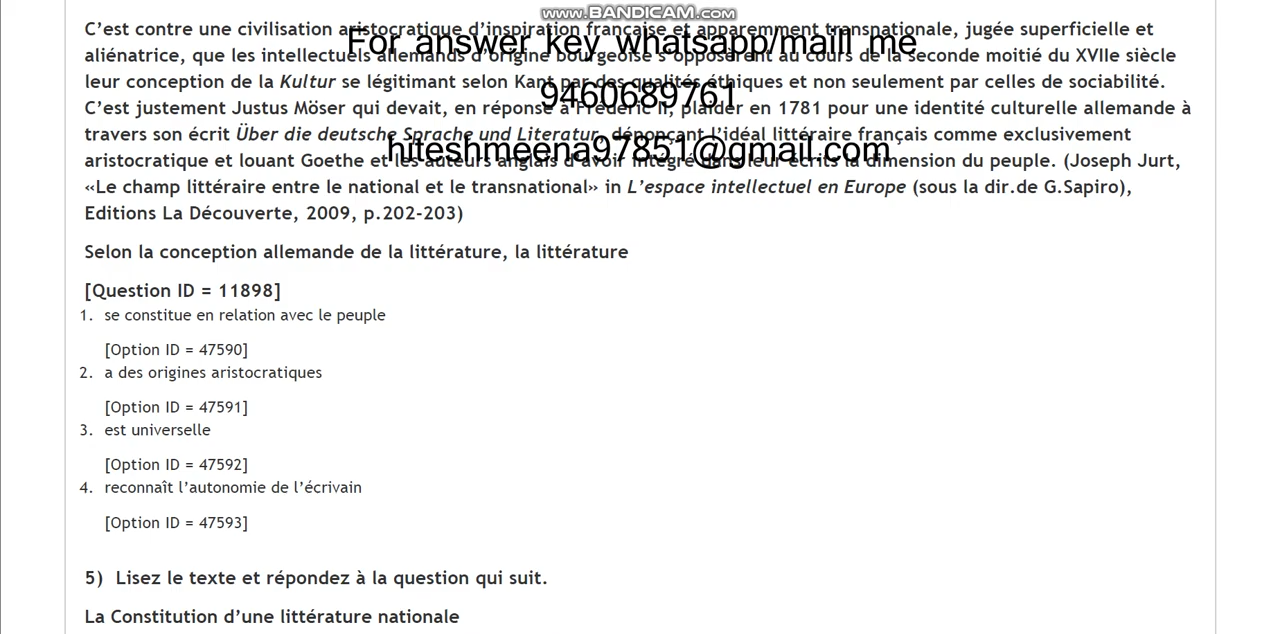 www.BANDICAM.com
C’est contre une civilisation aristocratique d’inspiration française et apparemment transnationale, jugée superficielle et
For answer key whatsapp/maill me
aliénatrice, que les intellectuels allemands d’origine bourgeoise s’opposèrent au cours de la seconde moitié du XVIIe siècle
leur conception de la Kultur se légitimant selon Kant par des qualités éthiques et non seulement par celles de sociabilité.
9460689761
C’est justement Justus Möser qui devait, en réponse à Frédéric II, plaider en 1781 pour une identité culturelle allemande à
travers son écrit Über die deutsche Sprache und Literatur, dénonçant l’idéal littéraire français comme exclusivement
hiteshmeena97851@gmail.com
aristocratique et louant Goethe et les auteurs anglais d’avoir intégré dans leur écrits la dimension du peuple. (Joseph Jurt,
«Le champ littéraire entre le national et le transnational» in L’espace intellectuel en Europe (sous la dir.de G.Sapiro),
Editions La Découverte, 2009, p.202-203)
Selon la conception allemande de la littérature, la littérature
[Question ID = 11898]
1. se constitue en relation avec le peuple
[Option ID = 47590]
2. a des origines aristocratiques
[Option ID = 47591]
3. est universelle
[Option ID = 47592]
4. reconnaît l’autonomie de l’écrivain
[Option ID = 47593]
5) Lisez le texte et répondez à la question qui suit.
La Constitution d’une littérature nationale